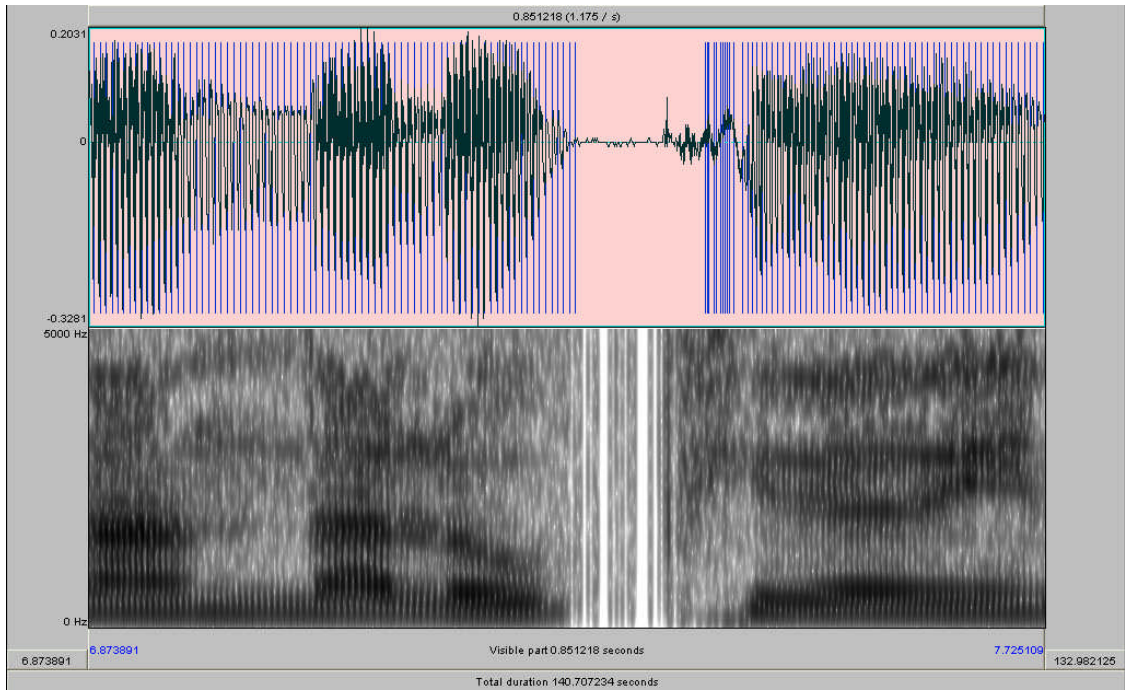 0.851218 (1.175 / s)
0.2031
0
-0.3281
5000 Hz
0 Hz
6.873891 Visible part 0.851218 seconds 7.725109
6.873891 132.982125
Total duration 140.707234 seconds